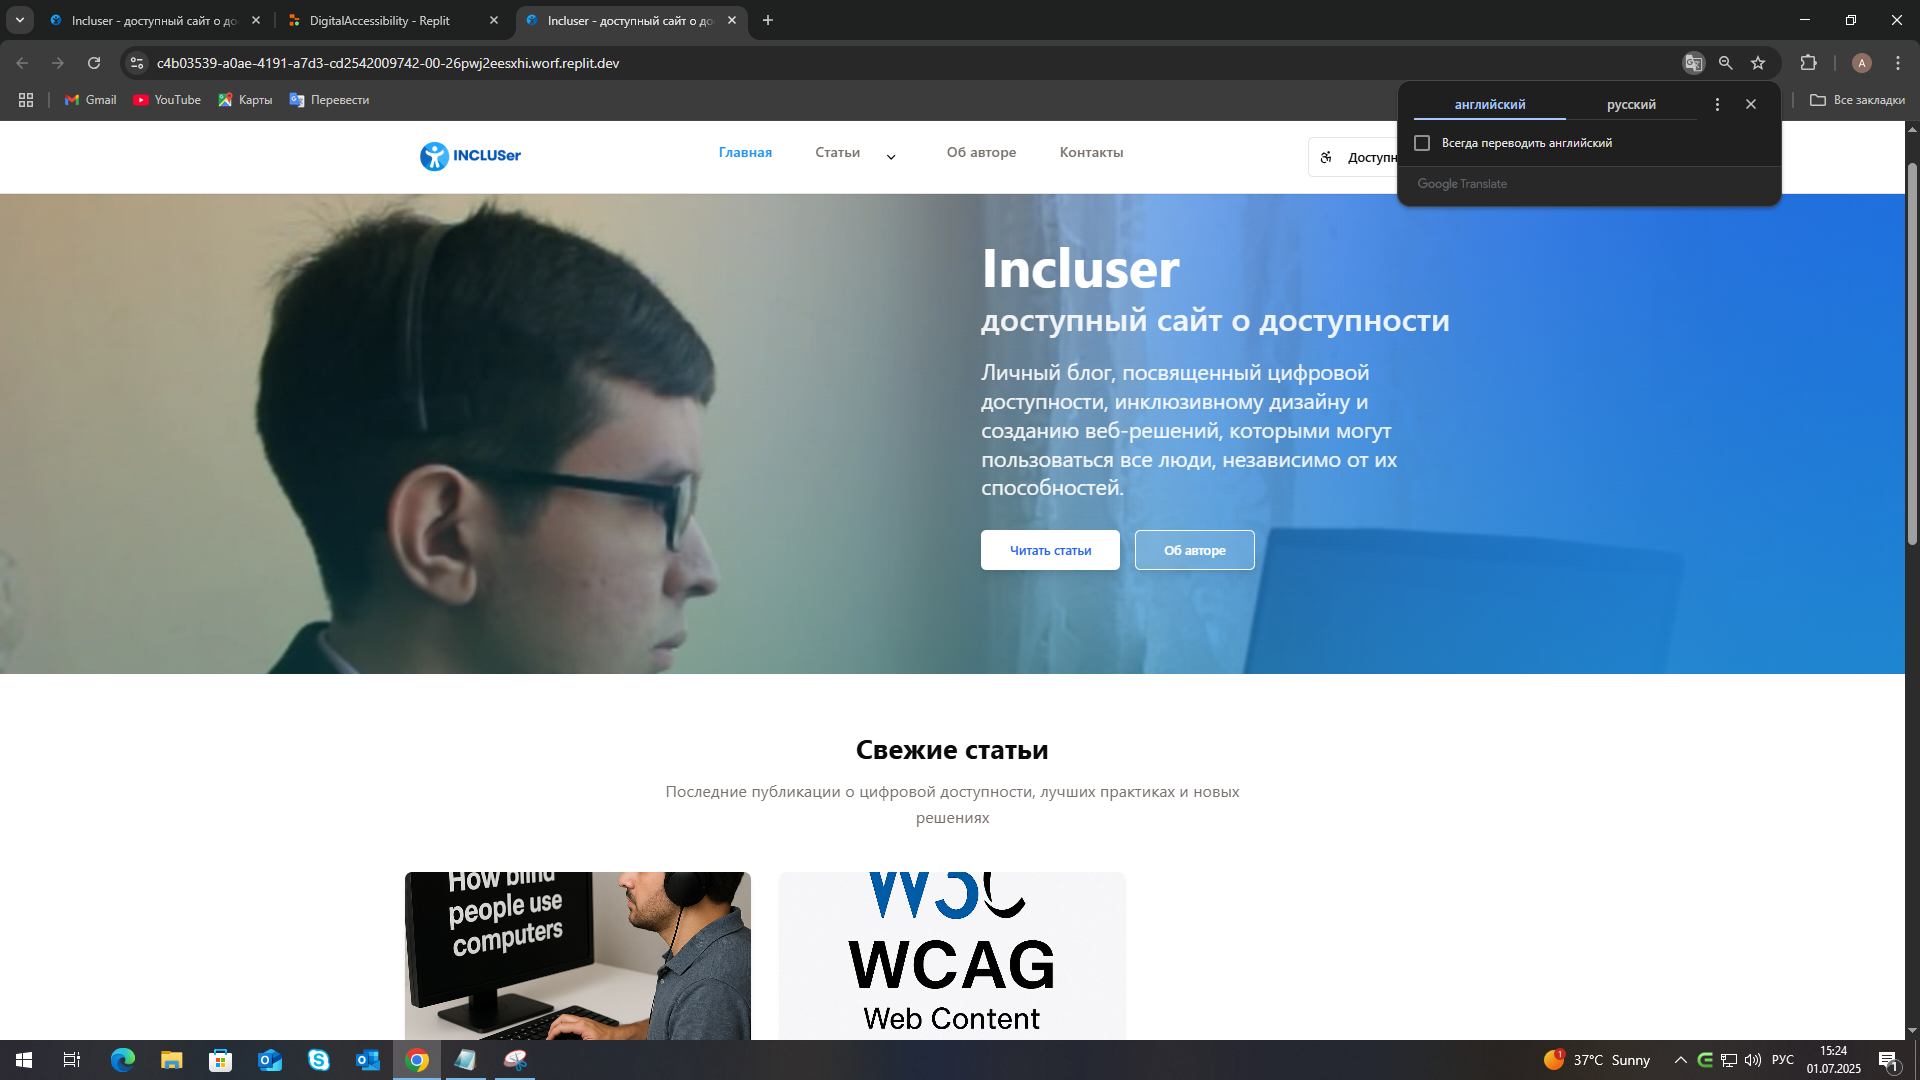 Incluser - доступный сайт о до
DigitalAccessibility - Replit
Incluser - доступный сайт о до
c4b03539-a0ae-4191-a7d3-cd2542009742-00-26pwj2eesxhi.worf.replit.dev
A
Gmail
YouTube
Карты
Перевести
Все закладки
английский
русский
Всегда переводить английский
Google Translate
INCLUSer
Главная
Статьи
Об авторе
Контакты
Доступн
Incluser
доступный сайт о доступности
Личный блог, посвященный цифровой
доступности, инклюзивному дизайну и
созданию веб-решений, которыми могут
пользоваться все люди, независимо от их
способностей.
Читать статьи
Об авторе
Свежие статьи
Последние публикации о цифровой доступности, лучших практиках и новых
решениях
How blind
people use
computers
W3C
WCAG
Web Content
1
37°C Sunny
РУС
15:24
01.07.2025
1